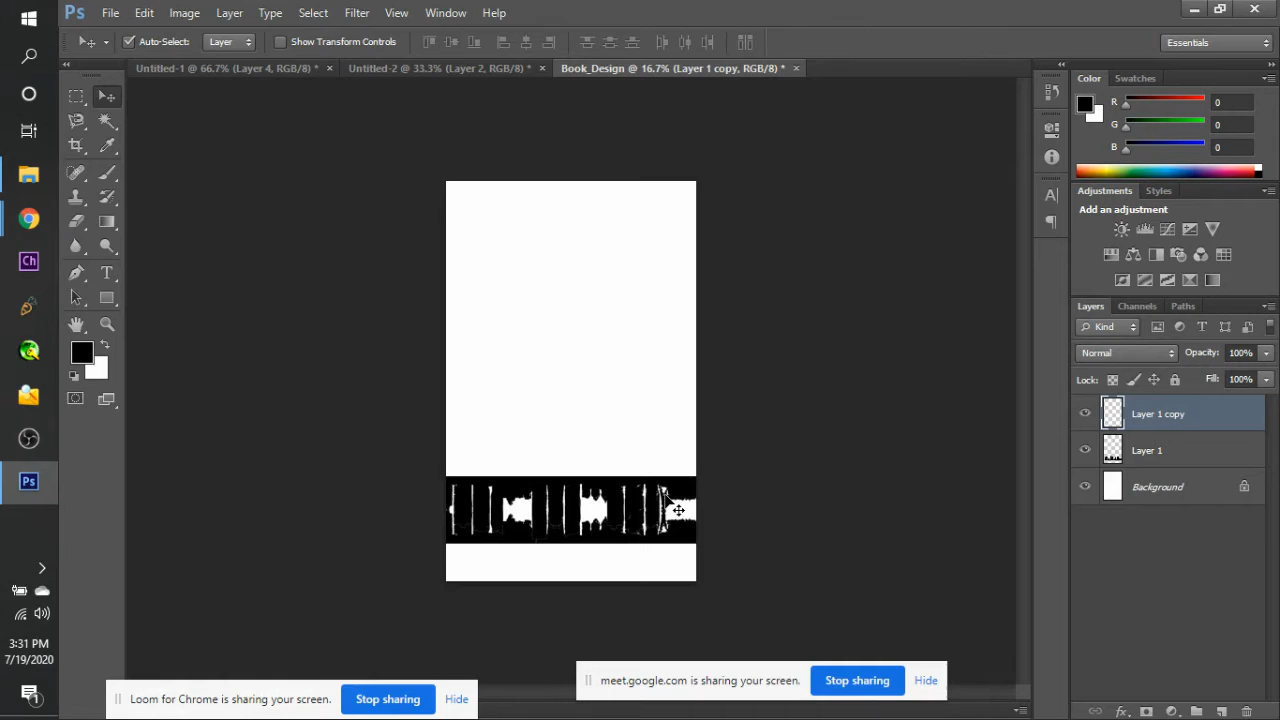 Ps File Edit Image Layer Type Select Filter View Window Help
Auto-Select: Layer Show Transform Controls Essentials
Untitled-1 @ 66.7% (Layer 4, RGB/8) * × Untitled-2 @ 33.3% (Layer 2, RGB/8) * × Book_Design @ 16.7% (Layer 1 copy, RGB/8) * ×
Color Swatches
R 0
G 0
B 0
Adjustments Styles
Add an adjustment
Layers Channels Paths
Kind
Normal Opacity: 100%
Lock: Fill: 100%
Layer 1 copy
Layer 1
Background
Ch
Ps
3:31 PM
7/19/2020
1
Loom for Chrome is sharing your screen. Stop sharing Hide
meet.google.com is sharing your screen. Stop sharing Hide